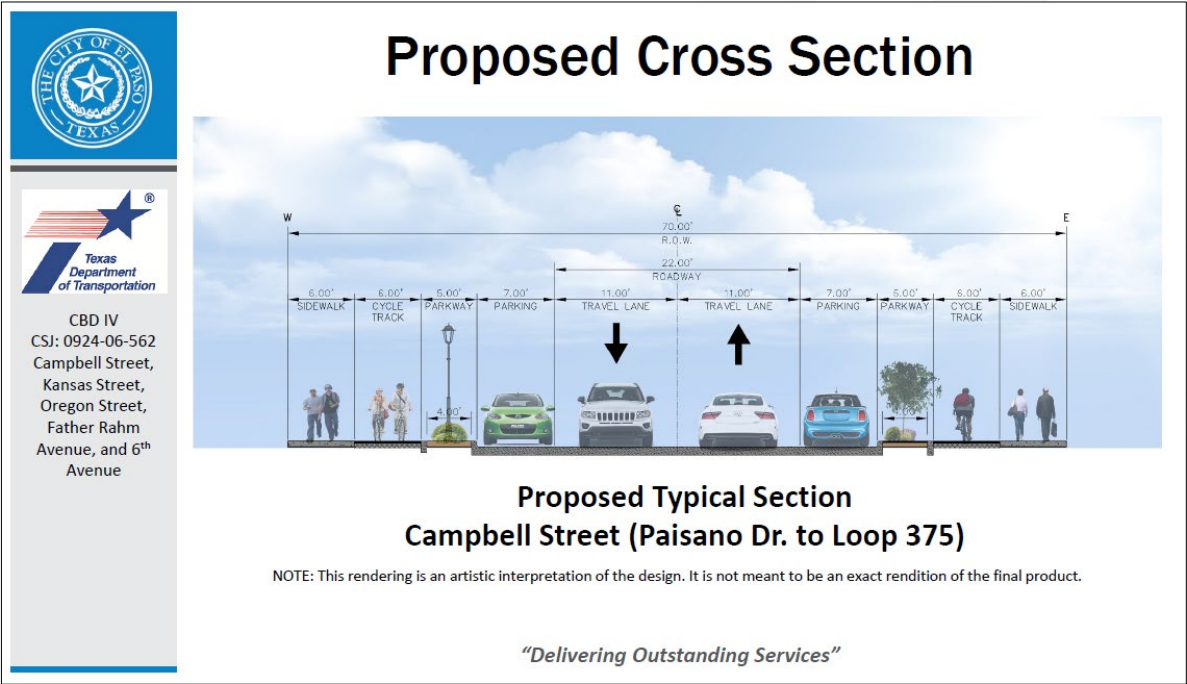 THE CITY OF EL PASO
TEXAS
®
Texas
Department
of Transportation
CBD IV
CSJ: 0924-06-562
Campbell Street,
Kansas Street,
Oregon Street,
Father Rahm
Avenue, and 6th
Avenue
Proposed Cross Section
W
℄
E
70.00'
R.O.W.
22.00'
ROADWAY
6.00' 6.00' 5.00' 7.00' 11.00' 11.00' 7.00' 5.00' 6.00' 6.00'
SIDEWALK CYCLE PARKWAY PARKING TRAVEL LANE TRAVEL LANE PARKING PARKWAY CYCLE SIDEWALK
TRACK TRACK
4.00' 4.00'
Proposed Typical Section
Campbell Street (Paisano Dr. to Loop 375)
NOTE: This rendering is an artistic interpretation of the design. It is not meant to be an exact rendition of the final product.
“Delivering Outstanding Services”